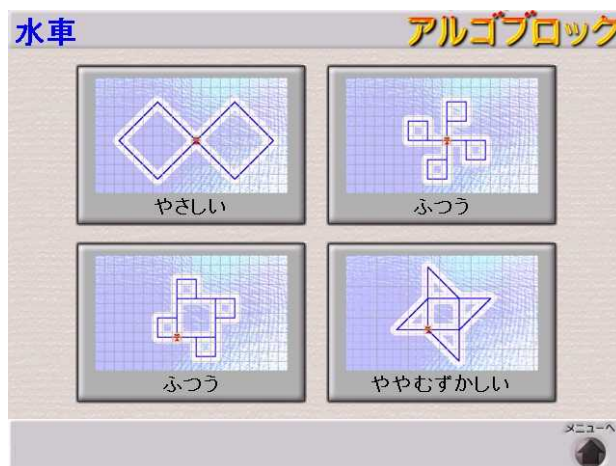 水車
アルゴブロック
やさしい
ふつう
ふつう
ややむずかしい
メニューへ